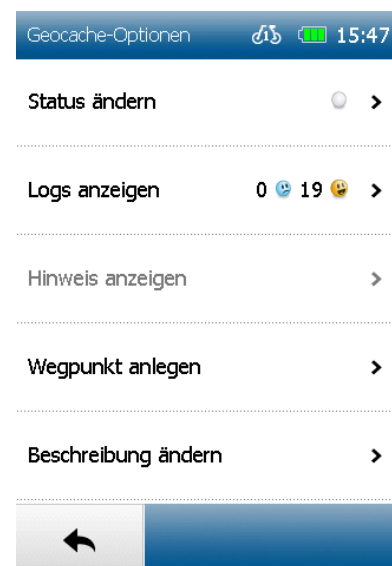 Geocache-Optionen 15:47
Status ändern
Logs anzeigen 0 19
Hinweis anzeigen
Wegpunkt anlegen
Beschreibung ändern